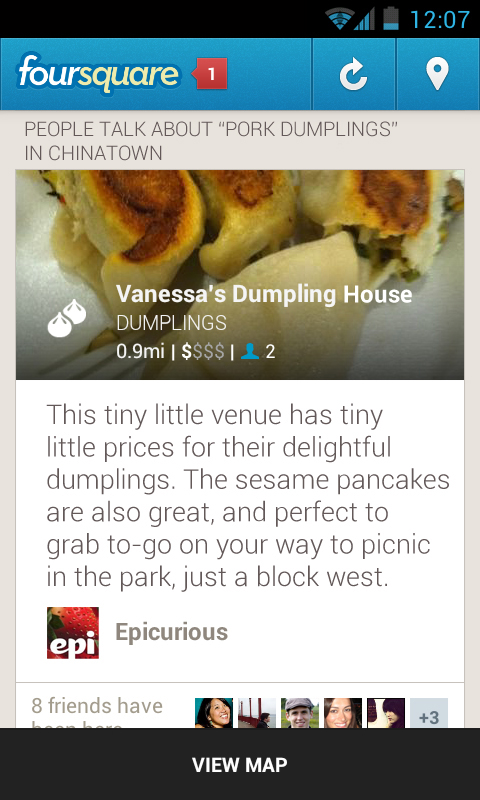 12:07
foursquare 1
PEOPLE TALK ABOUT “PORK DUMPLINGS”
IN CHINATOWN
Vanessa's Dumpling House
DUMPLINGS
0.9mi | $$$$ | 2
This tiny little venue has tiny
little prices for their delightful
dumplings. The sesame pancakes
are also great, and perfect to
grab to-go on your way to picnic
in the park, just a block west.
epi Epicurious
8 friends have
been here
+3
VIEW MAP